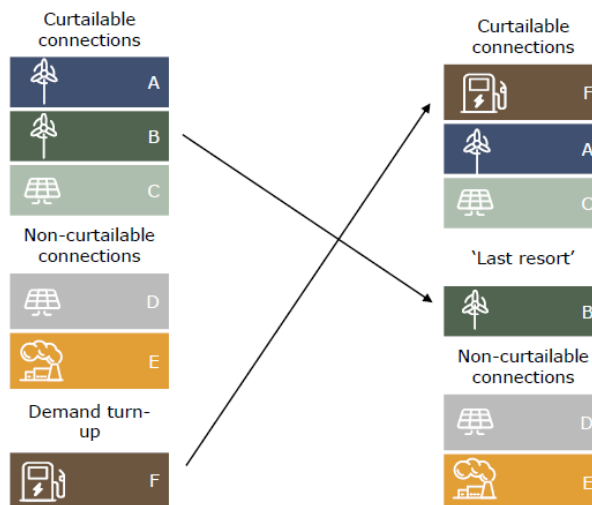 Curtailable
connections
A
B
C
Non-curtailable
connections
D
E
Demand turn-
up
F
Curtailable
connections
F
A
C
‘Last resort’
B
Non-curtailable
connections
D
E